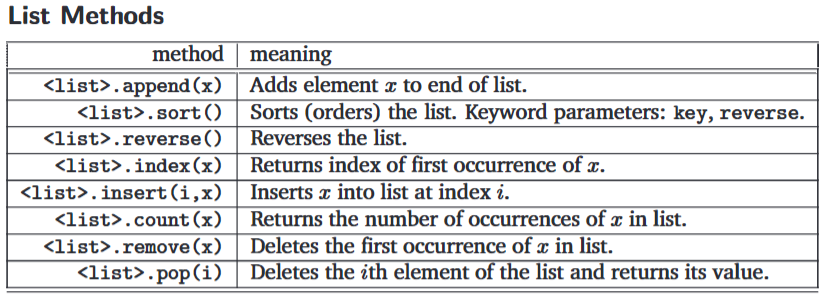 List Methods
method meaning
<list>.append(x) Adds element x to end of list.
<list>.sort() Sorts (orders) the list. Keyword parameters: key, reverse.
<list>.reverse() Reverses the list.
<list>.index(x) Returns index of first occurrence of x.
<list>.insert(i,x) Inserts x into list at index i.
<list>.count(x) Returns the number of occurrences of x in list.
<list>.remove(x) Deletes the first occurrence of x in list.
<list>.pop(i) Deletes the ith element of the list and returns its value.